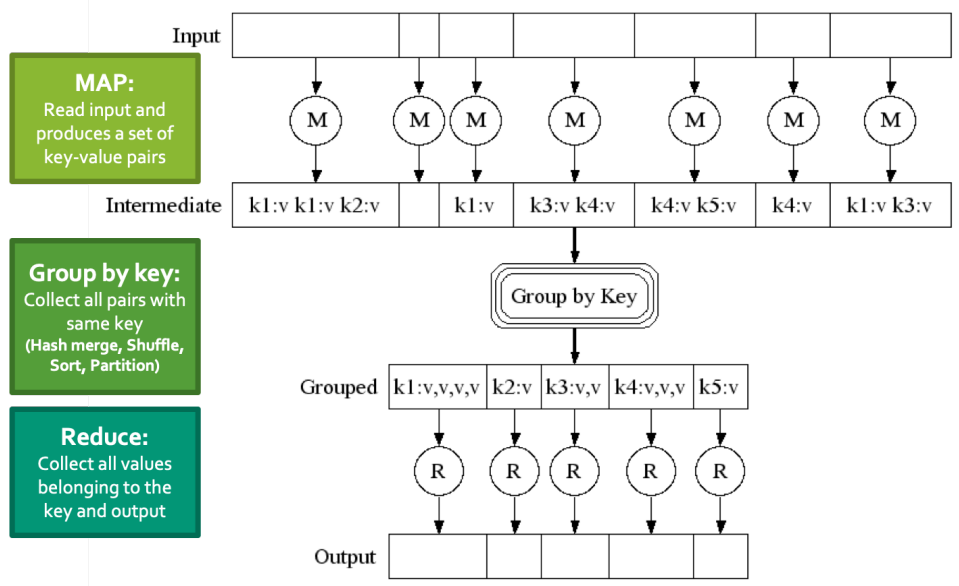 Input
MAP:
Read input and
produces a set of
key-value pairs
M M M M M M M
Intermediate k1:v k1:v k2:v k1:v k3:v k4:v k4:v k5:v k4:v k1:v k3:v
Group by key:
Collect all pairs with
same key
(Hash merge, Shuffle,
Sort, Partition)
Group by Key
Grouped k1:v,v,v,v k2:v k3:v,v k4:v,v,v k5:v
Reduce:
Collect all values
belonging to the
key and output
R R R R R
Output